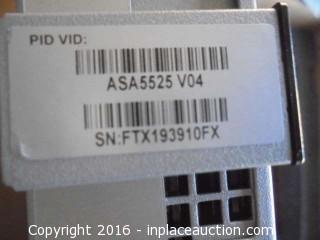 PID VID:
ASA5525 V04
SN:FTX193910FX
Copyright 2016 - inplaceauction.com